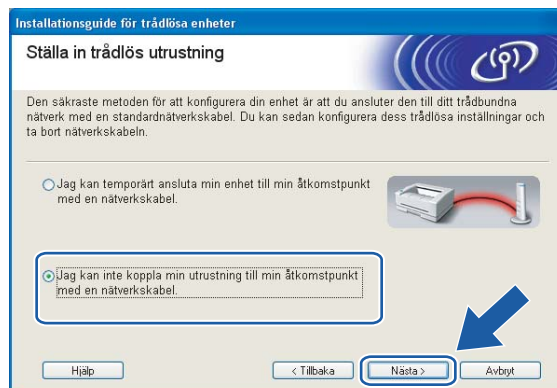 Installationsguide för trådlösa enheter
Ställa in trådlös utrustning
Den säkraste metoden för att konfigurera din enhet är att du ansluter den till ditt trådbundna
nätverk med en standardnätverkskabel. Du kan sedan konfigurera dess trådlösa inställningar och
ta bort nätverkskabeln.
Jag kan temporärt ansluta min enhet till min åtkomstpunkt
med en nätverkskabel.
Jag kan inte koppla min utrustning till min åtkomstpunkt
med en nätverkskabel.
Hjälp
< Tillbaka
Nästa >
Avbryt